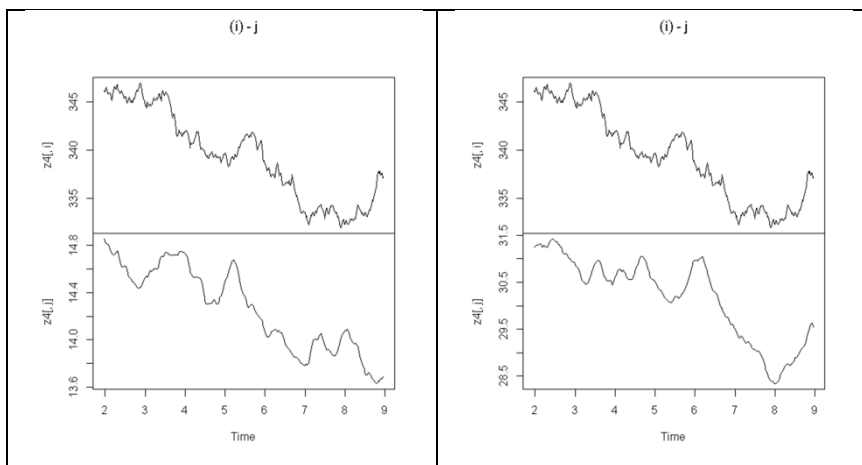 (i) - j
345
340
335
z4[, i]
14.8
14.4
14.0
13.6
z4[, j]
2 3 4 5 6 7 8 9
Time
(i) - j
345
340
335
z4[, i]
31.5
30.5
29.5
28.5
z4[, j]
2 3 4 5 6 7 8 9
Time